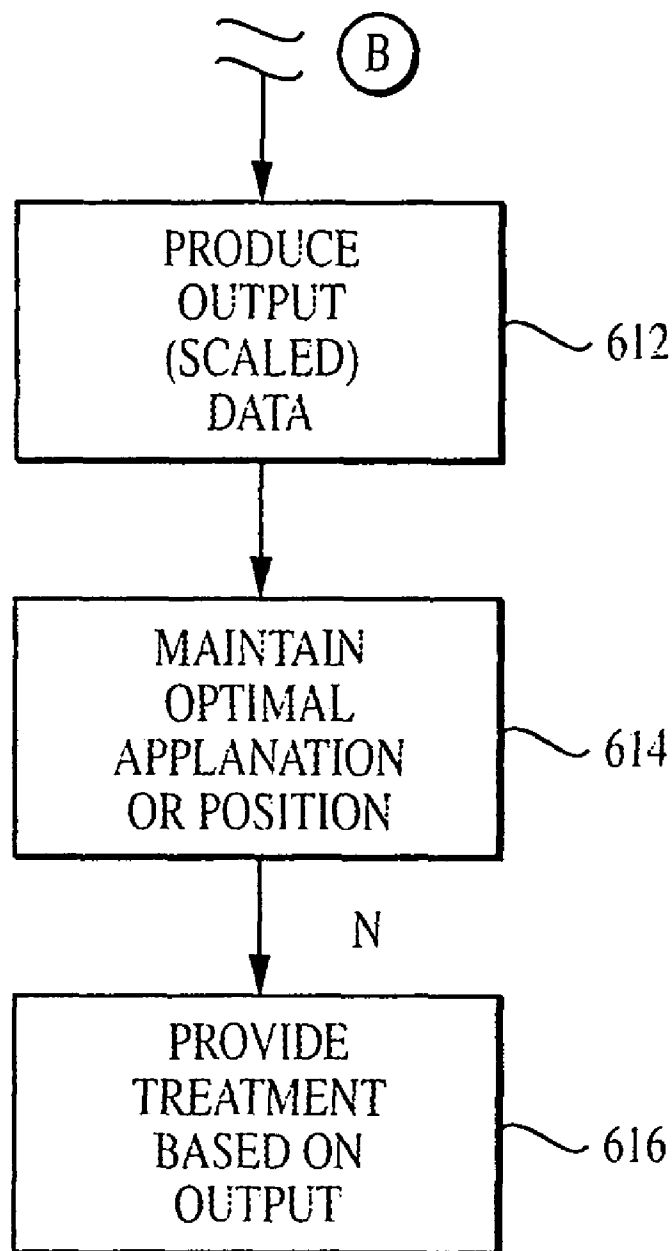 B
PRODUCE
OUTPUT
(SCALED)
DATA
612
MAINTAIN
OPTIMAL
APPLANATION
OR POSITION
614
N
PROVIDE
TREATMENT
BASED ON
OUTPUT
616